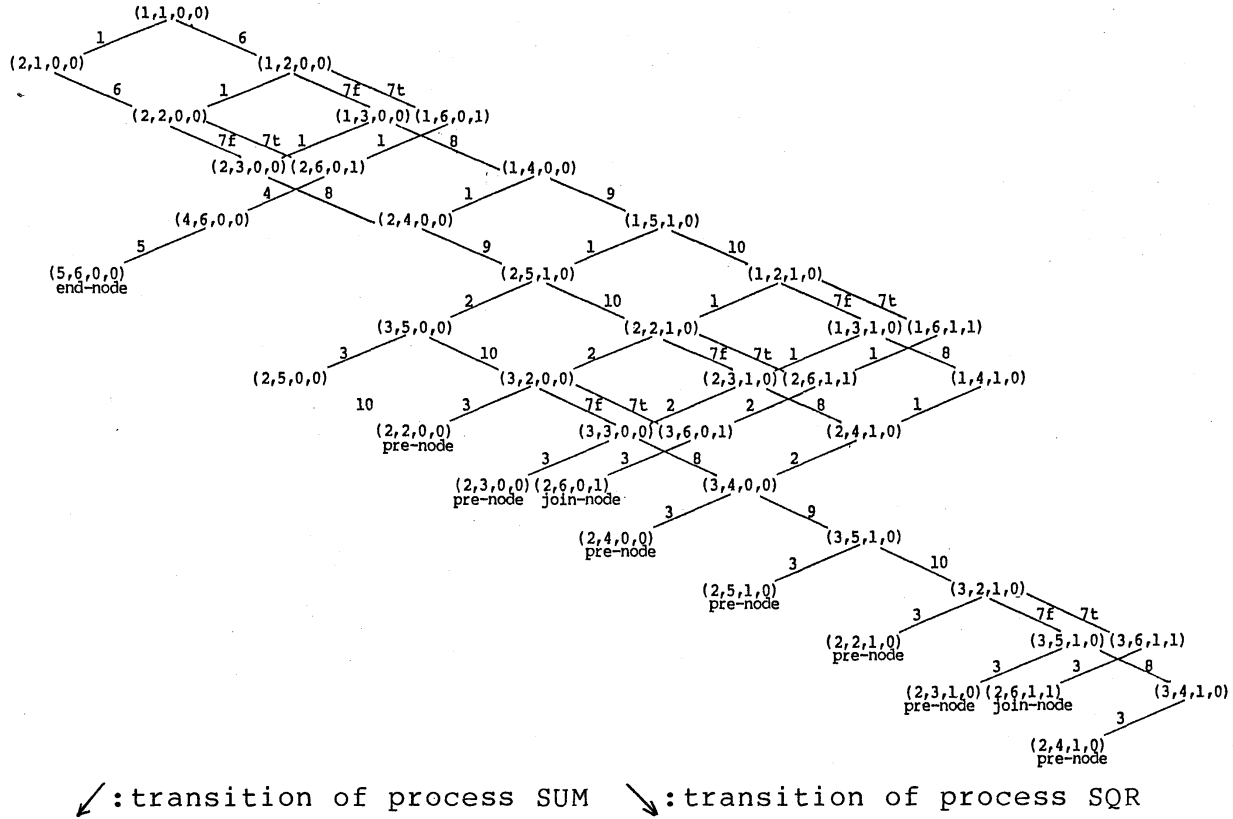 (1,1,0,0)
1 6
(2,1,0,0) (1,2,0,0)
6 1 7f 7t
(2,2,0,0) (1,3,0,0) (1,6,0,1)
7f 7t 1 1 8
(2,3,0,0) (2,6,0,1) (1,4,0,0)
4 8 1 9
(4,6,0,0) (2,4,0,0) (1,5,1,0)
5 9 1 10
(5,6,0,0) (2,5,1,0) (1,2,1,0)
end-node
2 10 1 7f 7t
(3,5,0,0) (2,2,1,0) (1,3,1,0) (1,6,1,1)
3 10 2 7f 7t 1 1 8
(2,5,0,0) (3,2,0,0) (2,3,1,0) (2,6,1,1) (1,4,1,0)
10 3 7f 7t 2 2 8 1
(2,2,0,0) (3,3,0,0) (3,6,0,1) (2,4,1,0)
pre-node
3 3 8 2
(2,3,0,0) (2,6,0,1) (3,4,0,0)
pre-node join-node
3 9
(2,4,0,0) (3,5,1,0)
pre-node
3 10
(2,5,1,0) (3,2,1,0)
pre-node
3 7f 7t
(2,2,1,0) (3,5,1,0) (3,6,1,1)
pre-node
3 3 8
(2,3,1,0) (2,6,1,1) (3,4,1,0)
pre-node join-node
3
(2,4,1,0)
pre-node
:transition of process SUM :transition of process SQR